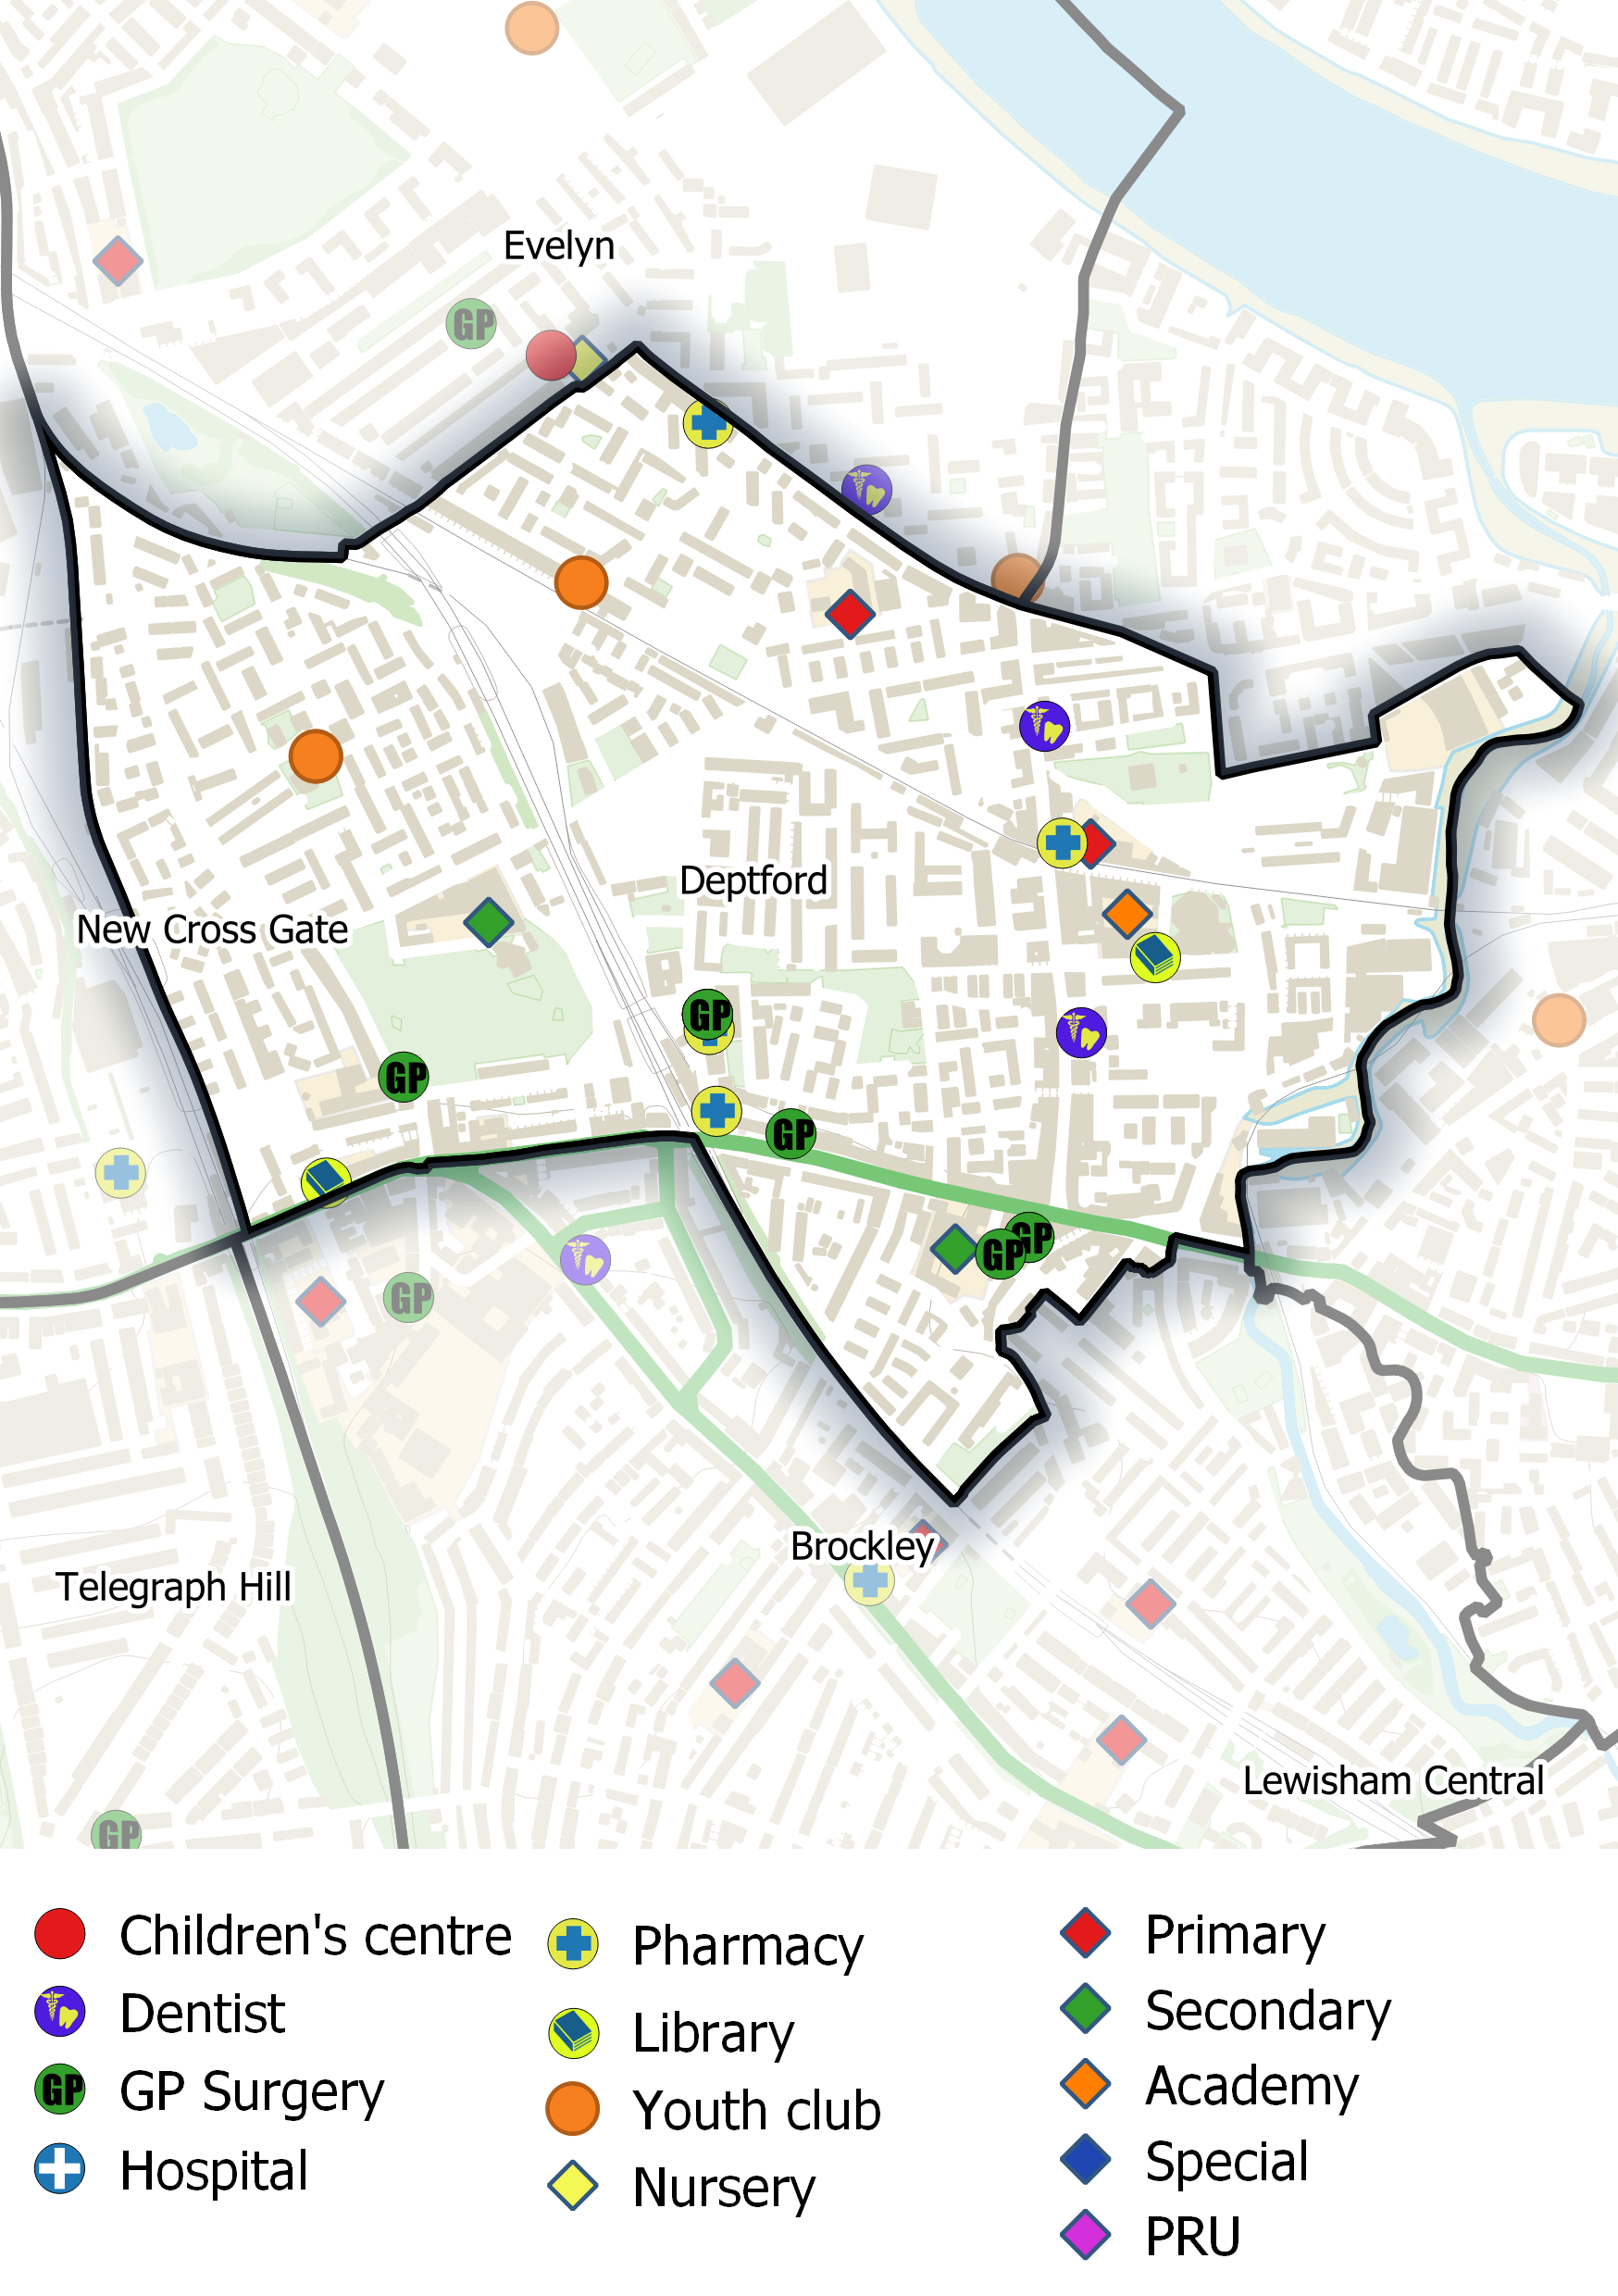 Evelyn
GP
Deptford
New Cross Gate
GP
GP
GP
GP
GP
GP
Brockley
Telegraph Hill
Lewisham Central
GP
Children's centre
Dentist
GP GP Surgery
Hospital
Pharmacy
Library
Youth club
Nursery
Primary
Secondary
Academy
Special
PRU